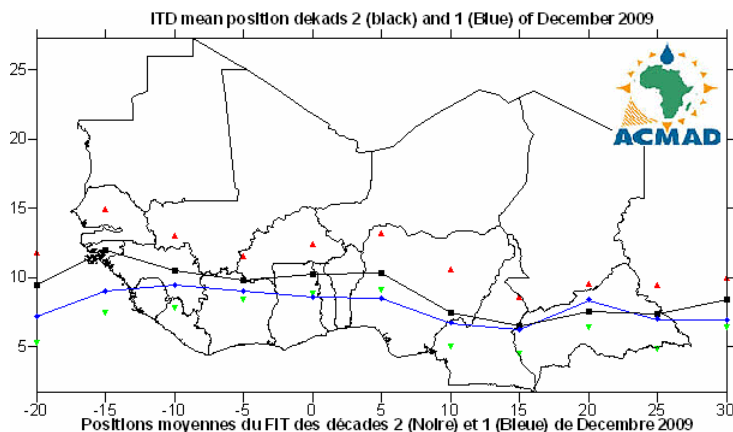 ITD mean position dekads 2 (black) and 1 (Blue) of December 2009
25
20
15
10
5
ACMAD
-20 -15 -10 -5 0 5 10 15 20 25 30
Positions moyennes du FIT des décades 2 (Noire) et 1 (Bleue) de Decembre 2009